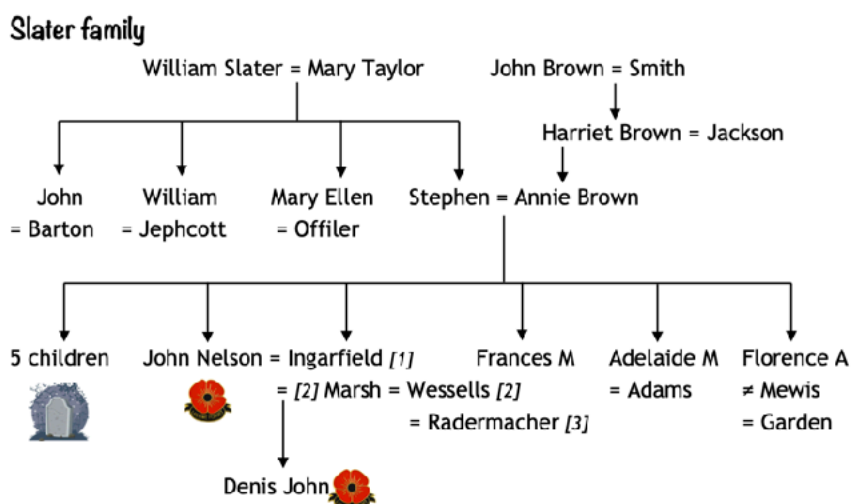 Slater family
William Slater = Mary Taylor John Brown = Smith
Harriet Brown = Jackson
John William Mary Ellen Stephen = Annie Brown
= Barton = Jephcott = Offiler
5 children John Nelson = Ingarfield [1] Frances M Adelaide M Florence A
= [2] Marsh = Wessells [2] = Adams ≠ Mewis
= Radermacher [3] = Garden
Denis John